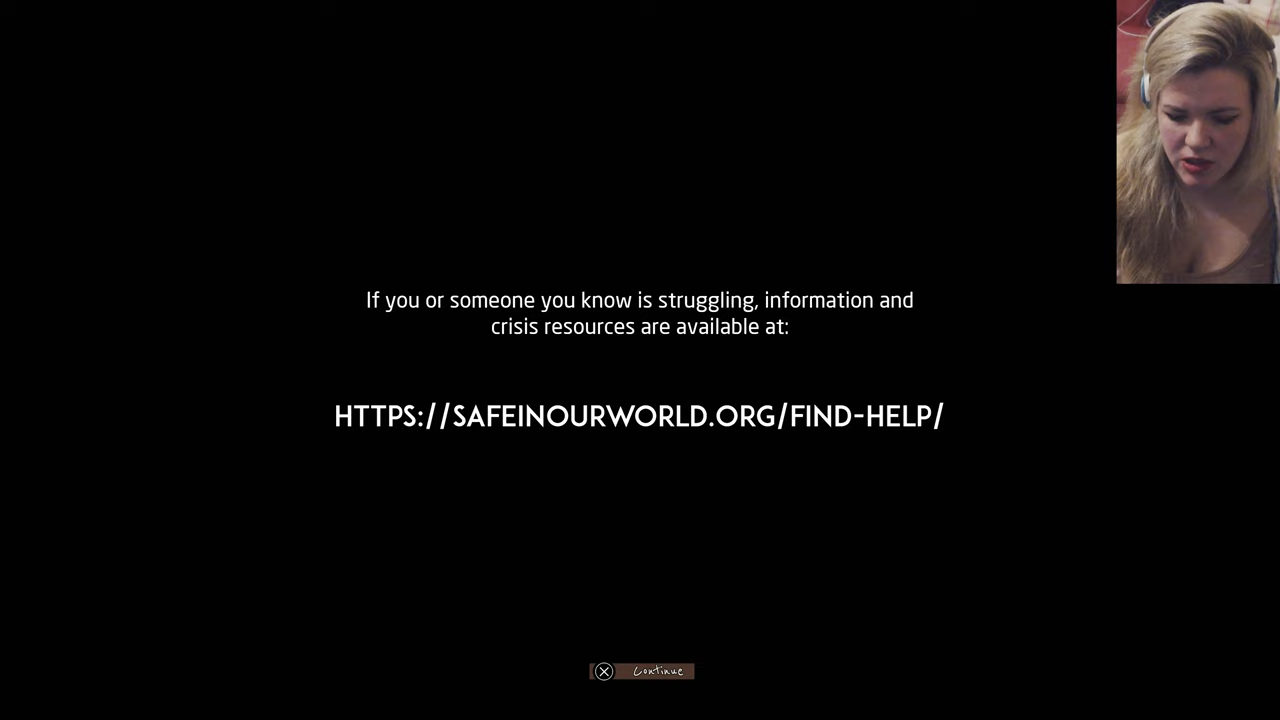 If you or someone you know is struggling, information and
crisis resources are available at:
HTTPS://SAFEINOURWORLD.ORG/FIND-HELP/
Continue